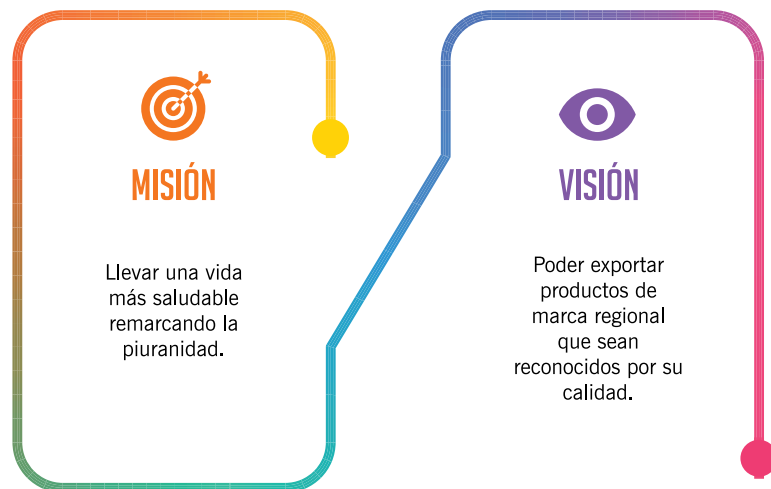 MISIÓN
Llevar una vida
más saludable
remarcando la
piuranidad.
VISIÓN
Poder exportar
productos de
marca regional
que sean
reconocidos por su
calidad.